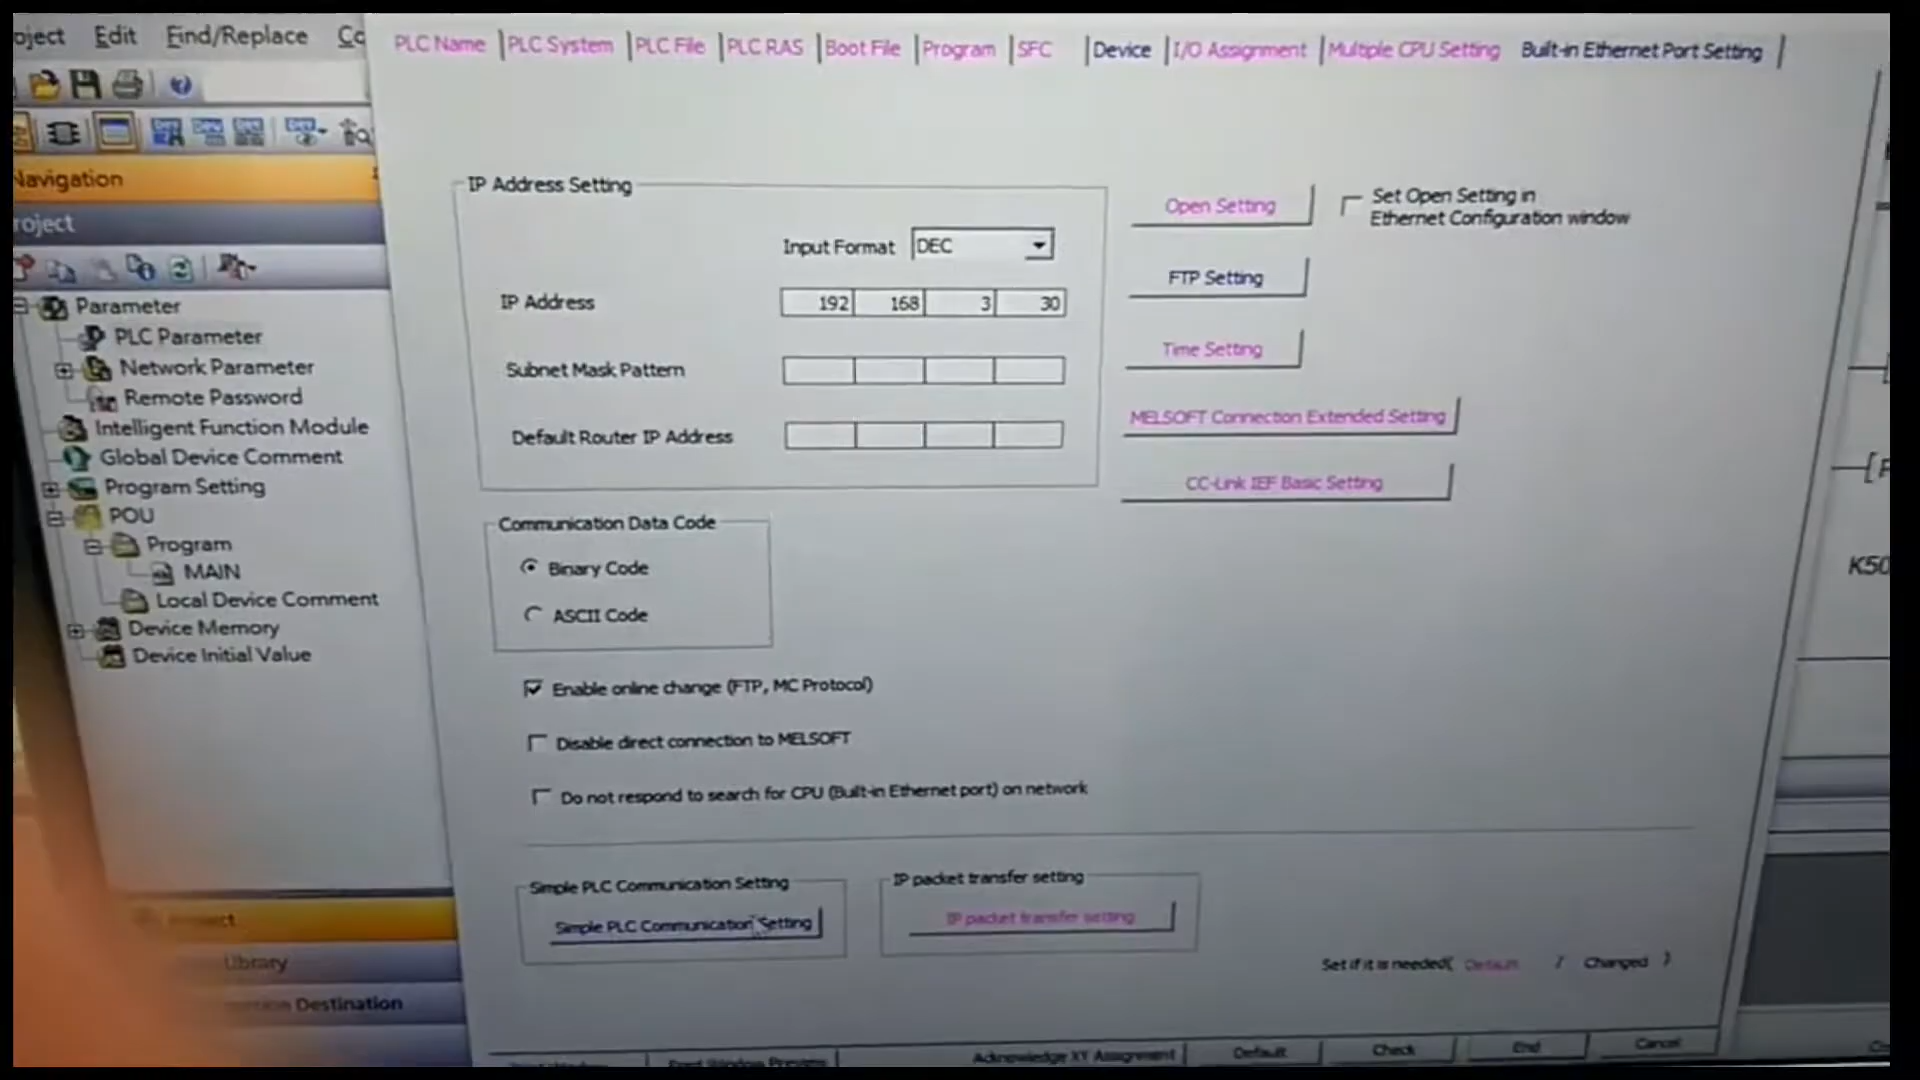 oject Edit Find/Replace Co
PLC Name PLC System PLC File PLC RAS Boot File Program SFC Device I/O Assignment Multiple CPU Setting Built-in Ethernet Port Setting
Navigation
roject
Parameter
PLC Parameter
Network Parameter
Remote Password
Intelligent Function Module
Global Device Comment
Program Setting
POU
Program
MAIN
Local Device Comment
Device Memory
Device Initial Value
Library
Destination
IP Address Setting
Input Format DEC
IP Address 192 168 3 30
Subnet Mask Pattern
Default Router IP Address
Open Setting
Set Open Setting in
Ethernet Configuration window
FTP Setting
Time Setting
MELSOFT Connection Extended Setting
CC-Link IEF Basic Setting
Communication Data Code
Binary Code
ASCII Code
Enable online change (FTP, MC Protocol)
Disable direct connection to MELSOFT
Do not respond to search for CPU (Built-in Ethernet port) on network
Simple PLC Communication Setting
Simple PLC Communication Setting
IP packet transfer setting
IP packet transfer setting
Set if it is needed( Default / Changed )
Print Window Preview Acknowledge XY Assignment Default Check End Cancel
K50